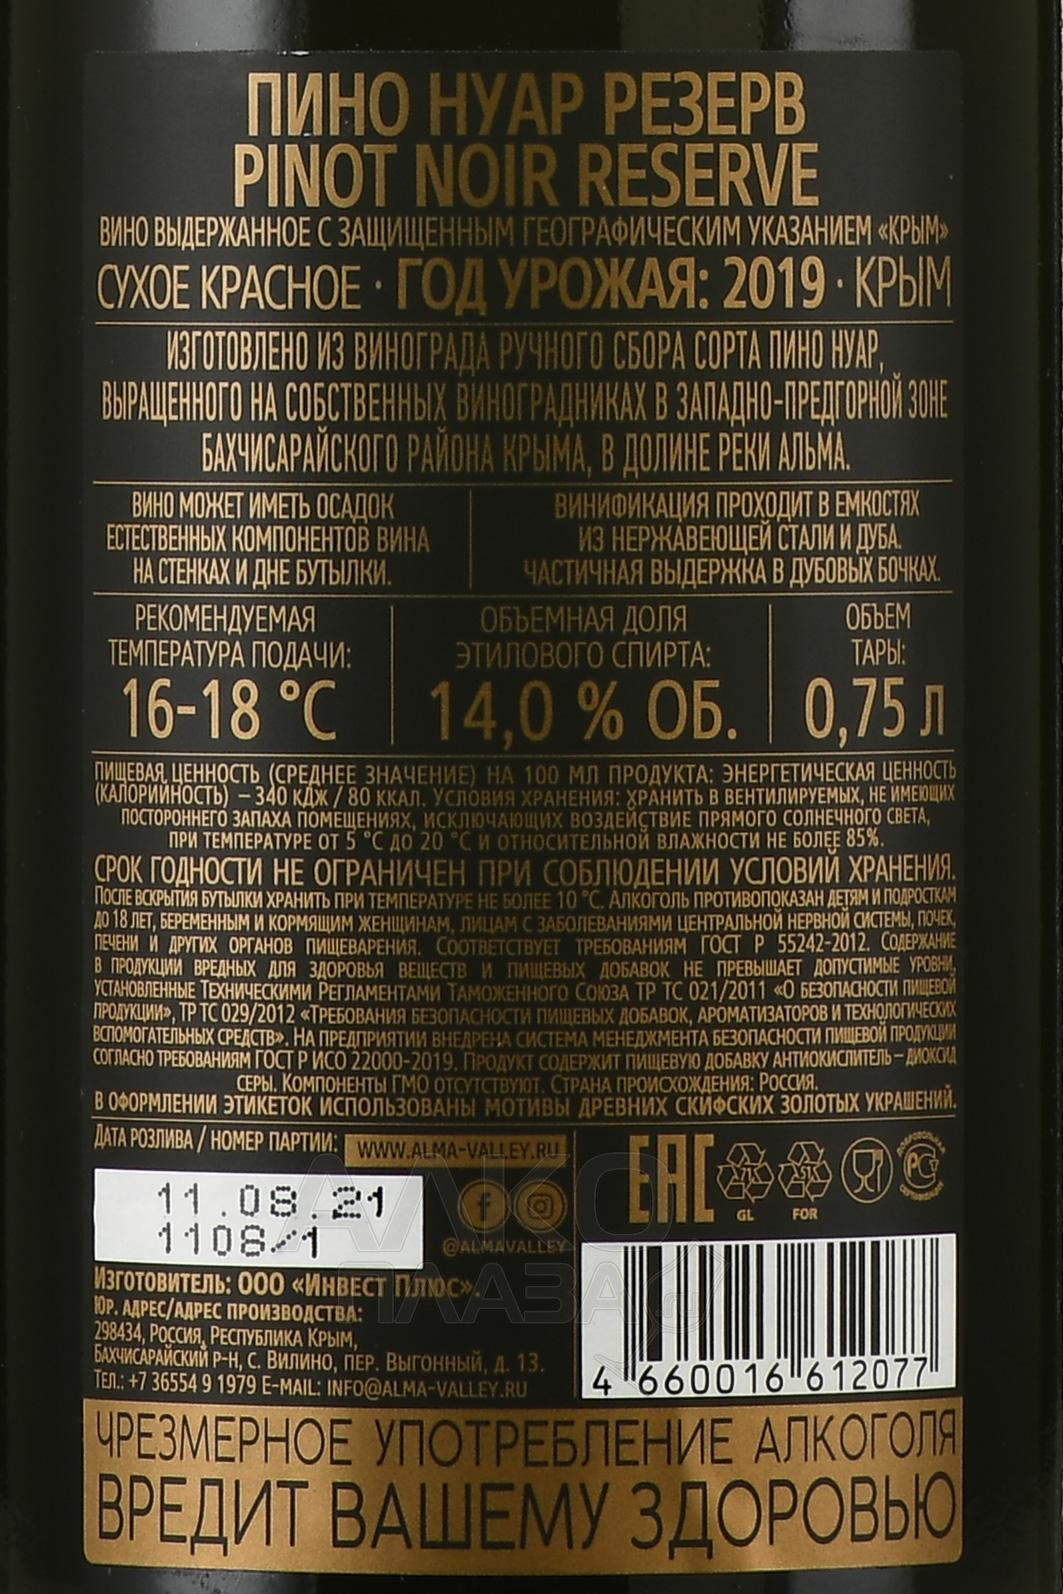 ПИНО НУАР РЕЗЕРВ
PINOT NOIR RESERVE
ВИНО ВЫДЕРЖАННОЕ С ЗАЩИЩЕННЫМ ГЕОГРАФИЧЕСКИМ УКАЗАНИЕМ «КРЫМ»
СУХОЕ КРАСНОЕ · ГОД УРОЖАЯ: 2019 · КРЫМ
ИЗГОТОВЛЕНО ИЗ ВИНОГРАДА РУЧНОГО СБОРА СОРТА ПИНО НУАР,
ВЫРАЩЕННОГО НА СОБСТВЕННЫХ ВИНОГРАДНИКАХ В ЗАПАДНО-ПРЕДГОРНОЙ ЗОНЕ
БАХЧИСАРАЙСКОГО РАЙОНА КРЫМА, В ДОЛИНЕ РЕКИ АЛЬМА.
ВИНО МОЖЕТ ИМЕТЬ ОСАДОК
ЕСТЕСТВЕННЫХ КОМПОНЕНТОВ ВИНА
НА СТЕНКАХ И ДНЕ БУТЫЛКИ.
ВИНИФИКАЦИЯ ПРОХОДИТ В ЕМКОСТЯХ
ИЗ НЕРЖАВЕЮЩЕЙ СТАЛИ И ДУБА.
ЧАСТИЧНАЯ ВЫДЕРЖКА В ДУБОВЫХ БОЧКАХ.
РЕКОМЕНДУЕМАЯ
ТЕМПЕРАТУРА ПОДАЧИ:
16-18 °C
ОБЪЕМНАЯ ДОЛЯ
ЭТИЛОВОГО СПИРТА:
14,0 % ОБ.
ОБЪЕМ
ТАРЫ:
0,75 Л
ПИЩЕВАЯ ЦЕННОСТЬ (СРЕДНЕЕ ЗНАЧЕНИЕ) НА 100 МЛ ПРОДУКТА: ЭНЕРГЕТИЧЕСКАЯ ЦЕННОСТЬ
(КАЛОРИЙНОСТЬ) – 340 КДЖ / 80 ККАЛ. УСЛОВИЯ ХРАНЕНИЯ: ХРАНИТЬ В ВЕНТИЛИРУЕМЫХ, НЕ ИМЕЮЩИХ
ПОСТОРОННЕГО ЗАПАХА ПОМЕЩЕНИЯХ, ИСКЛЮЧАЮЩИХ ВОЗДЕЙСТВИЕ ПРЯМОГО СОЛНЕЧНОГО СВЕТА,
ПРИ ТЕМПЕРАТУРЕ ОТ 5 °C ДО 20 °C И ОТНОСИТЕЛЬНОЙ ВЛАЖНОСТИ НЕ БОЛЕЕ 85%.
СРОК ГОДНОСТИ НЕ ОГРАНИЧЕН ПРИ СОБЛЮДЕНИИ УСЛОВИЙ ХРАНЕНИЯ.
ПОСЛЕ ВСКРЫТИЯ БУТЫЛКИ ХРАНИТЬ ПРИ ТЕМПЕРАТУРЕ НЕ БОЛЕЕ 10 °C. АЛКОГОЛЬ ПРОТИВОПОКАЗАН ДЕТЯМ И ПОДРОСТКАМ
ДО 18 ЛЕТ, БЕРЕМЕННЫМ И КОРМЯЩИМ ЖЕНЩИНАМ, ЛИЦАМ С ЗАБОЛЕВАНИЯМИ ЦЕНТРАЛЬНОЙ НЕРВНОЙ СИСТЕМЫ, ПОЧЕК,
ПЕЧЕНИ И ДРУГИХ ОРГАНОВ ПИЩЕВАРЕНИЯ. СООТВЕТСТВУЕТ ТРЕБОВАНИЯМ ГОСТ Р 55242-2012. СОДЕРЖАНИЕ
В ПРОДУКЦИИ ВРЕДНЫХ ДЛЯ ЗДОРОВЬЯ ВЕЩЕСТВ И ПИЩЕВЫХ ДОБАВОК НЕ ПРЕВЫШАЕТ ДОПУСТИМЫЕ УРОВНИ,
УСТАНОВЛЕННЫЕ ТЕХНИЧЕСКИМИ РЕГЛАМЕНТАМИ ТАМОЖЕННОГО СОЮЗА ТР ТС 021/2011 «О БЕЗОПАСНОСТИ ПИЩЕВОЙ
ПРОДУКЦИИ», ТР ТС 029/2012 «ТРЕБОВАНИЯ БЕЗОПАСНОСТИ ПИЩЕВЫХ ДОБАВОК, АРОМАТИЗАТОРОВ И ТЕХНОЛОГИЧЕСКИХ
ВСПОМОГАТЕЛЬНЫХ СРЕДСТВ». НА ПРЕДПРИЯТИИ ВНЕДРЕНА СИСТЕМА МЕНЕДЖМЕНТА БЕЗОПАСНОСТИ ПИЩЕВОЙ ПРОДУКЦИИ
СОГЛАСНО ТРЕБОВАНИЯМ ГОСТ Р ИСО 22000-2019. ПРОДУКТ СОДЕРЖИТ ПИЩЕВУЮ ДОБАВКУ АНТИОКИСЛИТЕЛЬ – ДИОКСИД
СЕРЫ. КОМПОНЕНТЫ ГМО ОТСУТСТВУЮТ. СТРАНА ПРОИСХОЖДЕНИЯ: РОССИЯ.
В ОФОРМЛЕНИИ ЭТИКЕТОК ИСПОЛЬЗОВАНЫ МОТИВЫ ДРЕВНИХ СКИФСКИХ ЗОЛОТЫХ УКРАШЕНИЙ.
ДАТА РОЗЛИВА / НОМЕР ПАРТИИ:
WWW.ALMA-VALLEY.RU
11.08.21
1108/1
@ALMAVALLEY
EAC
71
GL
51
FOR
ДОБРОВОЛЬНАЯ
СЕРТИФИКАЦИЯ
ИЗГОТОВИТЕЛЬ: ООО «ИНВЕСТ ПЛЮС».
ЮР. АДРЕС/АДРЕС ПРОИЗВОДСТВА:
298434, РОССИЯ, РЕСПУБЛИКА КРЫМ,
БАХЧИСАРАЙСКИЙ Р-Н, С. ВИЛИНО, ПЕР. ВЫГОННЫЙ, Д. 13.
ТЕЛ.: +7 36554 9 1979 E-MAIL: INFO@ALMA-VALLEY.RU
4 660016 612077
АЛКО
ПЛАЗА
.ru
ЧРЕЗМЕРНОЕ УПОТРЕБЛЕНИЕ АЛКОГОЛЯ
ВРЕДИТ ВАШЕМУ ЗДОРОВЬЮ